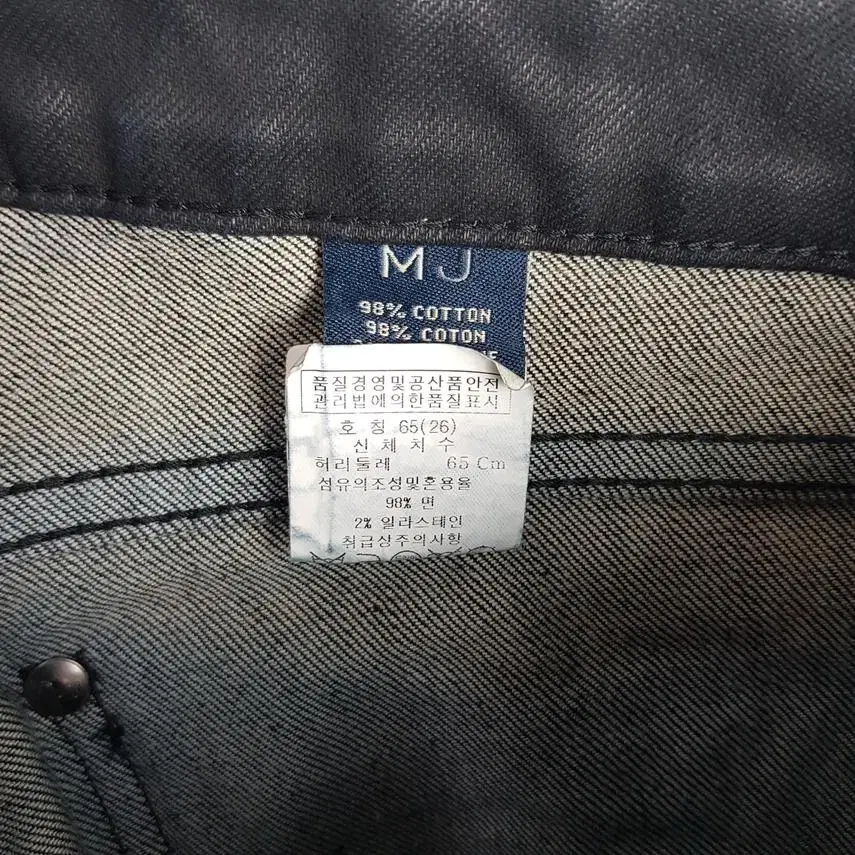 MJ
98% COTTON
98% COTON
품질경영및공산품안전
관리법에의한품질표시
호 칭 65(26)
신 체 치 수
허리둘레 65 Cm
섬유의조성및혼용율
98% 면
2% 일라스테인
취급상주의사항